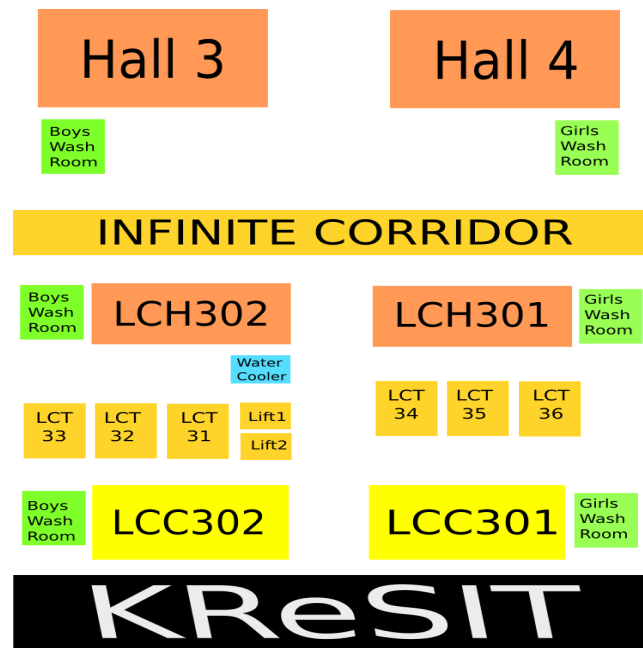 Hall 3
Hall 4
Boys
Wash
Room
Girls
Wash
Room
INFINITE CORRIDOR
Boys
Wash
Room
LCH302
LCH301
Girls
Wash
Room
Water
Cooler
LCT
33
LCT
32
LCT
31
Lift1
Lift2
LCT
34
LCT
35
LCT
36
Boys
Wash
Room
LCC302
LCC301
Girls
Wash
Room
KReSIT